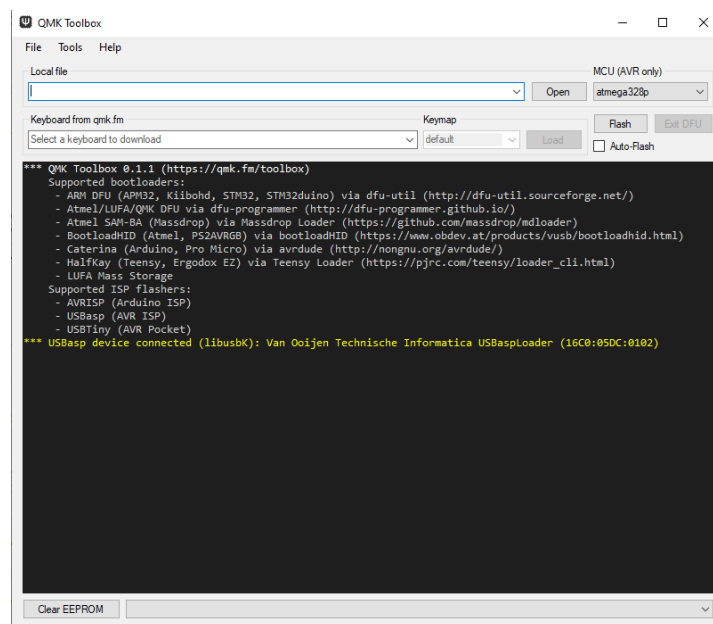 QMK Toolbox
File Tools Help
Local file MCU (AVR only)
Open atmega328p
Keyboard from qmk.fm Keymap Flash Exit DFU
Select a keyboard to download default Load Auto-Flash
*** QMK Toolbox 0.1.1 (https://qmk.fm/toolbox)
Supported bootloaders:
- ARM DFU (APM32, Kiibohd, STM32, STM32duino) via dfu-util (http://dfu-util.sourceforge.net/)
- Atmel/LUFA/QMK DFU via dfu-programmer (http://dfu-programmer.github.io/)
- Atmel SAM-BA (Massdrop) via Massdrop Loader (https://github.com/massdrop/mdloader)
- BootloadHID (Atmel, PS2AVRGB) via bootloadHID (https://www.obdev.at/products/vusb/bootloadhid.html)
- Caterina (Arduino, Pro Micro) via avrdude (http://nongnu.org/avrdude/)
- HalfKay (Teensy, Ergodox EZ) via Teensy Loader (https://pjrc.com/teensy/loader_cli.html)
- LUFA Mass Storage
Supported ISP flashers:
- AVRISP (Arduino ISP)
- USBasp (AVR ISP)
- USBTiny (AVR Pocket)
*** USBasp device connected (libusbK): Van Ooijen Technische Informatica USBaspLoader (16C0:05DC:0102)
Clear EEPROM